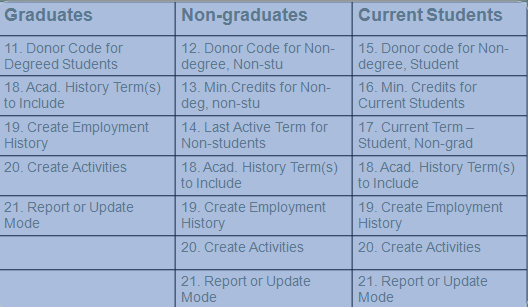 Graduates Non-graduates Current Students
11. Donor Code for
Degreed Students
12. Donor Code for Non-
degree, Non-stu
15. Donor code for Non-
degree, Student
18. Acad. History Term(s)
to Include
13. Min.Credits for Non-
deg, non-stu
16. Min. Credits for
Current Students
19. Create Employment
History
14. Last Active Term for
Non-students
17. Current Term –
Student, Non-grad
20. Create Activities
18. Acad. History Term(s)
to Include
18. Acad. History Term(s)
to Include
21. Report or Update
Mode
19. Create Employment
History
19. Create Employment
History
20. Create Activities
20. Create Activities
21. Report or Update
Mode
21. Report or Update
Mode